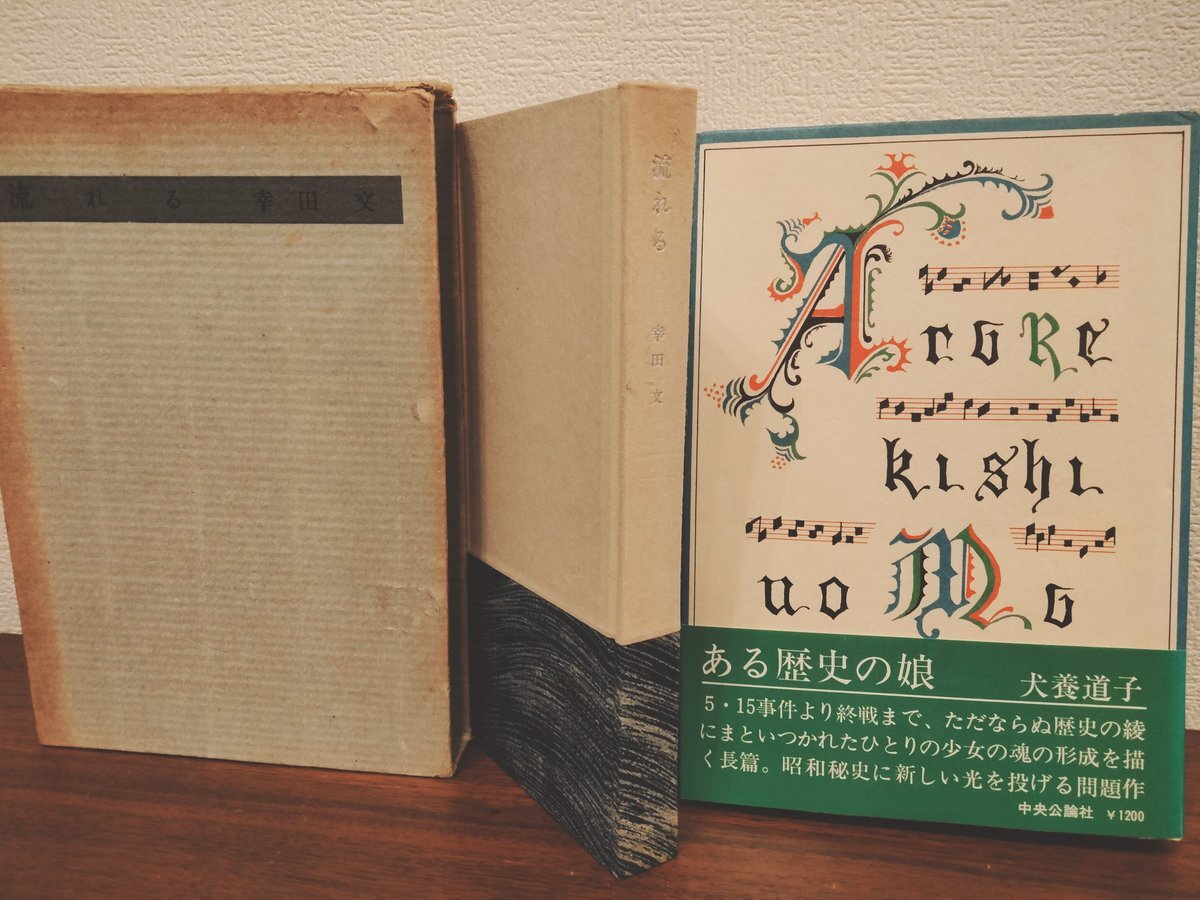 流れる 幸田文
流れる 幸田文
AruRe
kishi
no Mu
ある歴史の娘 犬養道子
5・15事件より終戦まで、ただならぬ歴史の綾
にまといつかれたひとりの少女の魂の形成を描
く長篇。昭和秘史に新しい光を投げる問題作
中央公論社 ¥1200